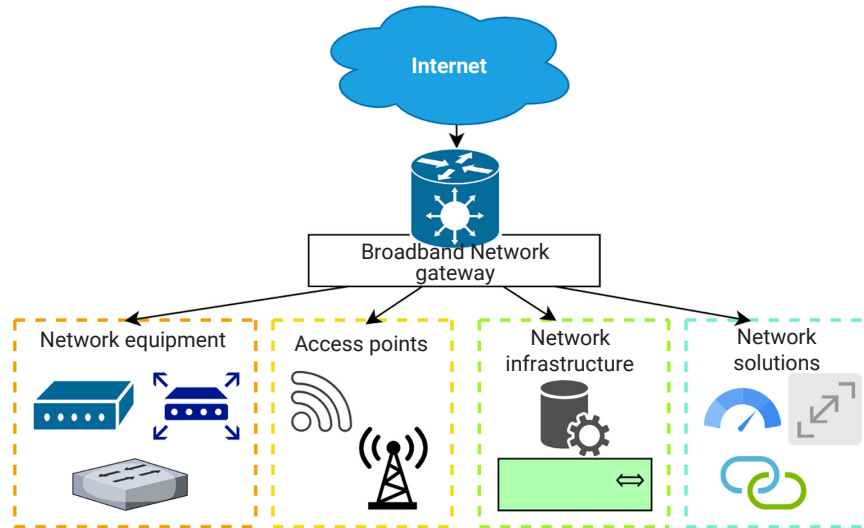 Internet
Broadband Network
gateway
Network equipment
Access points
Network
infrastructure
Network
solutions